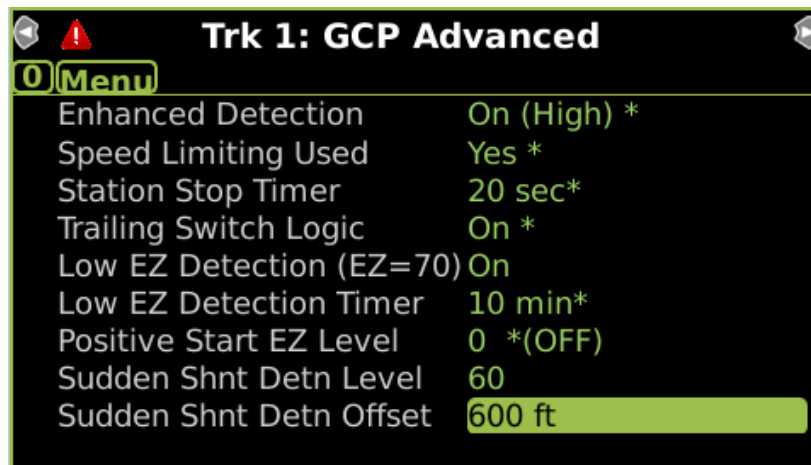 Trk 1: GCP Advanced
0 Menu
Enhanced Detection On (High) *
Speed Limiting Used Yes *
Station Stop Timer 20 sec*
Trailing Switch Logic On *
Low EZ Detection (EZ=70) On
Low EZ Detection Timer 10 min*
Positive Start EZ Level 0 *(OFF)
Sudden Shnt Detn Level 60
Sudden Shnt Detn Offset 600 ft